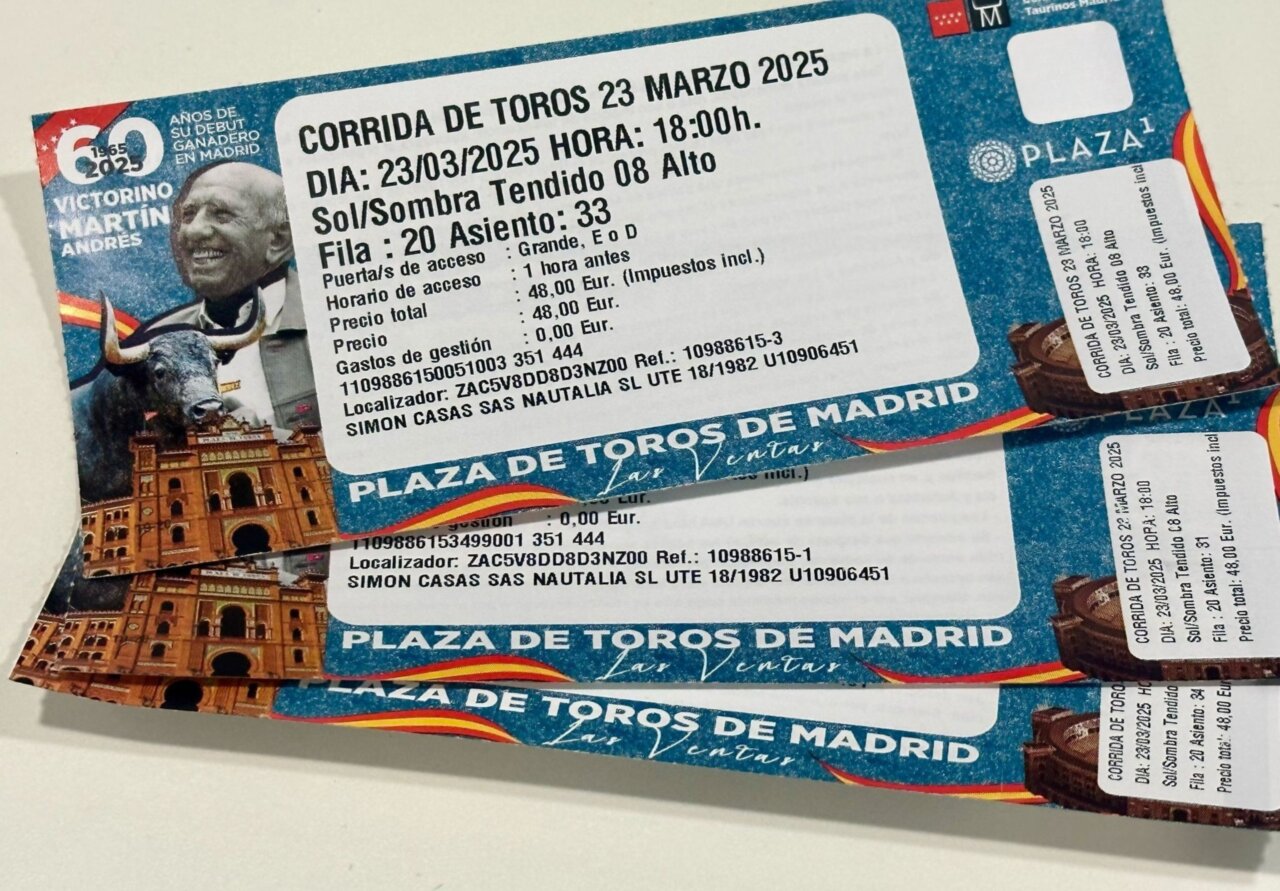 60
1965
2025
AÑOS DE
SU DEBUT
GANADERO
EN MADRID
VICTORINO
MARTÍN
ANDRÉS
CORRIDA DE TOROS 23 MARZO 2025
DIA: 23/03/2025 HORA: 18:00h.
Sol/Sombra Tendido 08 Alto
Fila : 20 Asiento: 33
Puerta/s de acceso : Grande, E o D
Horario de acceso : 1 hora antes
Precio total : 48,00 Eur. (Impuestos incl.)
Precio : 48,00 Eur.
Gastos de gestión : 0,00 Eur.
1109886150051003 351 444
Localizador: ZAC5V8DD8D3NZ00 Ref.: 10988615-3
SIMON CASAS SAS NAUTALIA SL UTE 18/1982 U10906451
PLAZA DE TOROS DE MADRID
Las Ventas
Taurinos
M
PLAZA 1
CORRIDA DE TOROS 23 MARZO 2025
DIA: 23/03/2025 HORA: 18:00
Sol/Sombra Tendido 08 Alto
Fila : 20 Asiento: 33
Precio total: 48,00 Eur. (Impuestos incl
incl.)
Eur.
gestión : 0,00 Eur.
1109886153499001 351 444
Localizador: ZAC5V8DD8D3NZ00 Ref.: 10988615-1
SIMON CASAS SAS NAUTALIA SL UTE 18/1982 U10906451
PLAZA DE TOROS DE MADRID
Las Ventas
PLAZA 1
CORRIDA DE TOROS 23 MARZO 2025
DIA: 23/03/2025 HORA: 18:00
Sol/Sombra Tendido 08 Alto
Fila : 20 Asiento: 31
Precio total: 48,00 Eur. (Impuestos incl
PLAZA DE TOROS DE MADRID
Las Ventas
CORRIDA DE TORO
DIA: 23/03/2025 HO
Sol/Sombra Tendido
Fila : 20 Asiento: 34
Precio total: 48,00 Eur